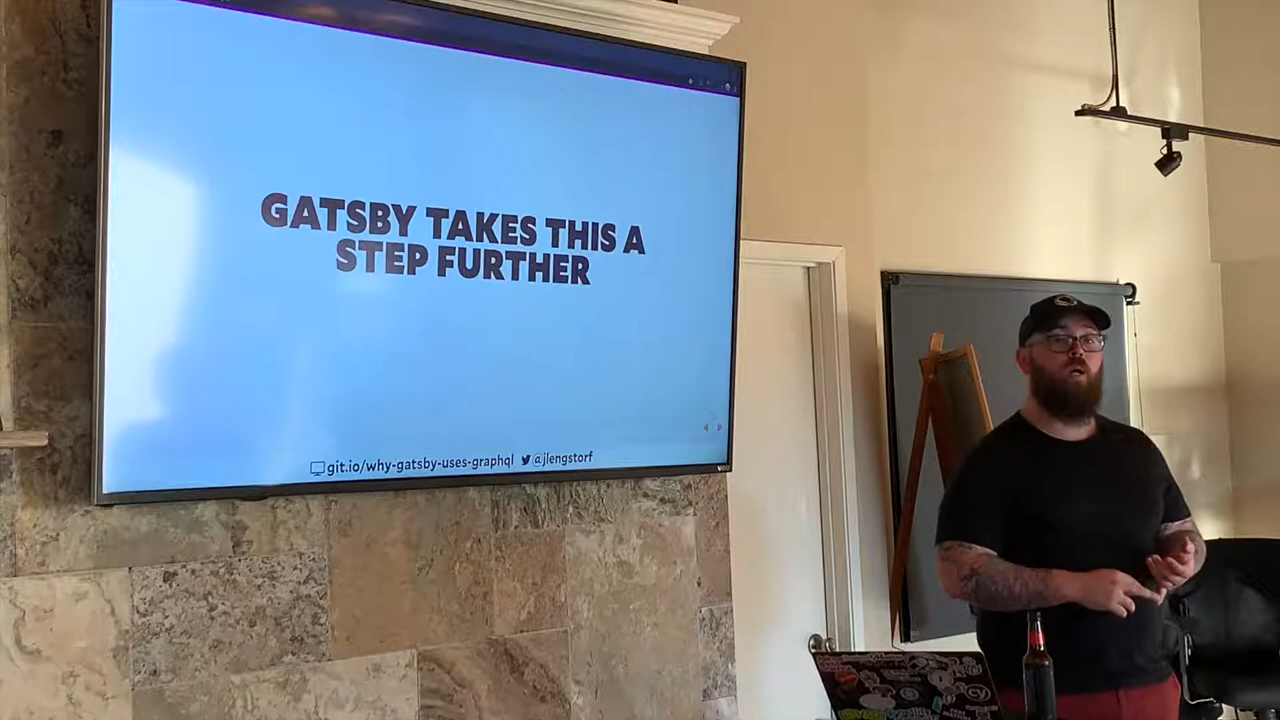 GATSBY TAKES THIS A
STEP FURTHER
git.io/why-gatsby-uses-graphql @jlengstorf